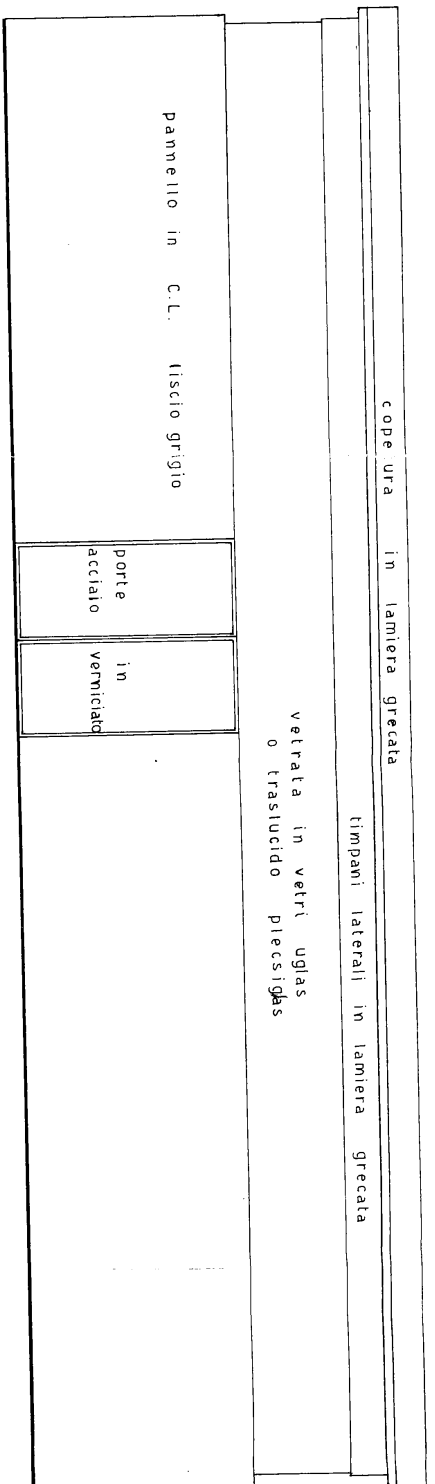 copertura in lamiera grecata
timpani laterali in lamiera grecata
vetrata in vetri uglas
o traslucido plecsiglas
pannello in C.L. liscio grigio
porte in
acciaio verniciato